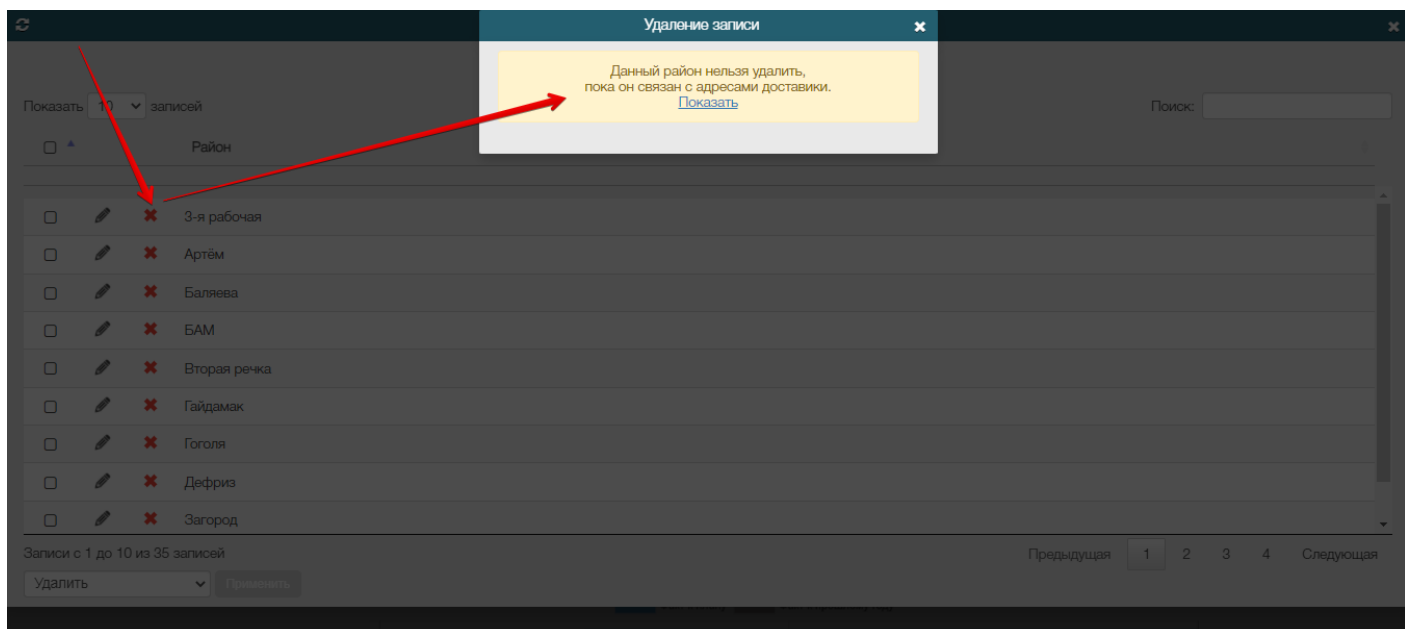 Удаление записи
Данный район нельзя удалить,
пока он связан с адресами доставики.
Показать
Показать 10 записей
Поиск:
Район
3-я рабочая
Артём
Баляева
БАМ
Вторая речка
Гайдамак
Гоголя
Дефриз
Загород
Записи с 1 до 10 из 35 записей
Предыдущая 1 2 3 4 Следующая
Удалить Применить